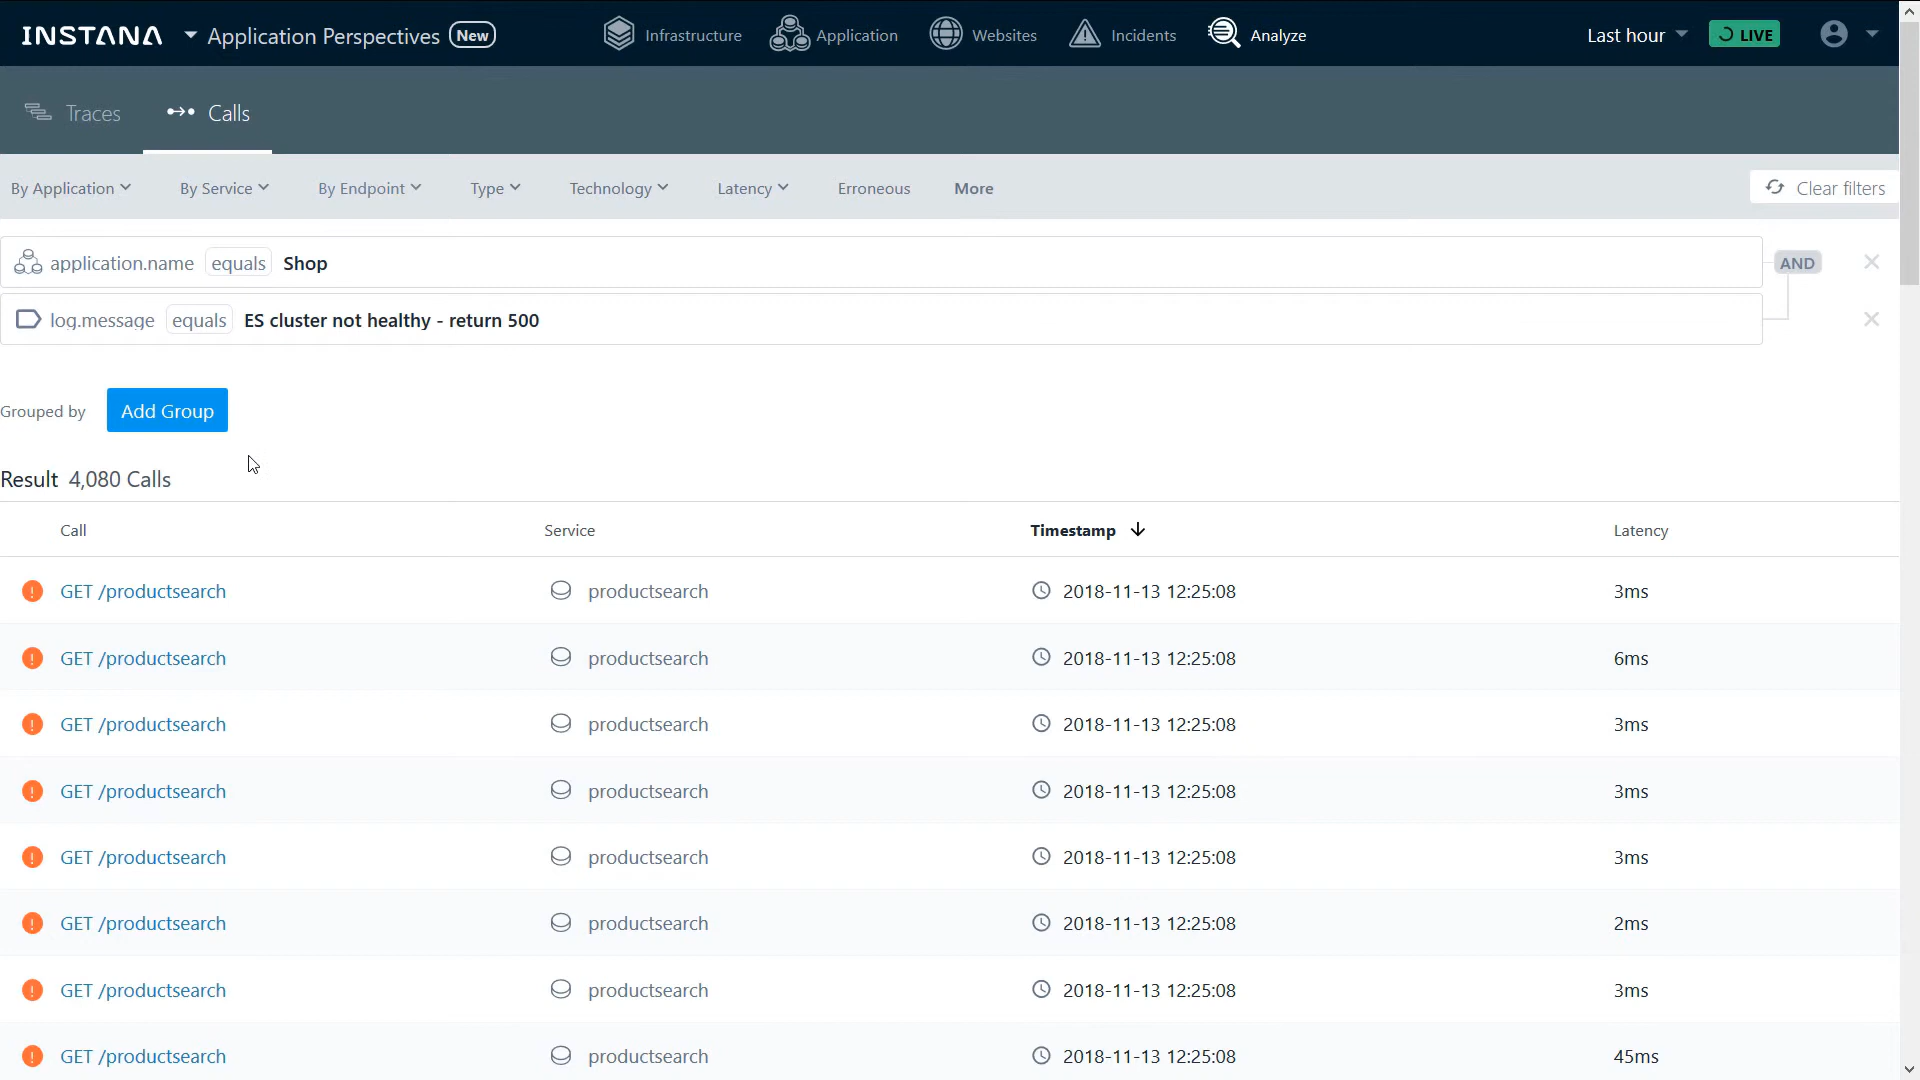 INSTANA Application Perspectives New Infrastructure Application Websites Incidents Analyze Last hour LIVE
Traces Calls
By Application By Service By Endpoint Type Technology Latency Erroneous More Clear filters
application.name equals Shop AND
log.message equals ES cluster not healthy - return 500
Grouped by Add Group
Result 4,080 Calls
Call Service Timestamp Latency
GET /productsearch productsearch 2018-11-13 12:25:08 3ms
GET /productsearch productsearch 2018-11-13 12:25:08 6ms
GET /productsearch productsearch 2018-11-13 12:25:08 3ms
GET /productsearch productsearch 2018-11-13 12:25:08 3ms
GET /productsearch productsearch 2018-11-13 12:25:08 3ms
GET /productsearch productsearch 2018-11-13 12:25:08 2ms
GET /productsearch productsearch 2018-11-13 12:25:08 3ms
GET /productsearch productsearch 2018-11-13 12:25:08 45ms